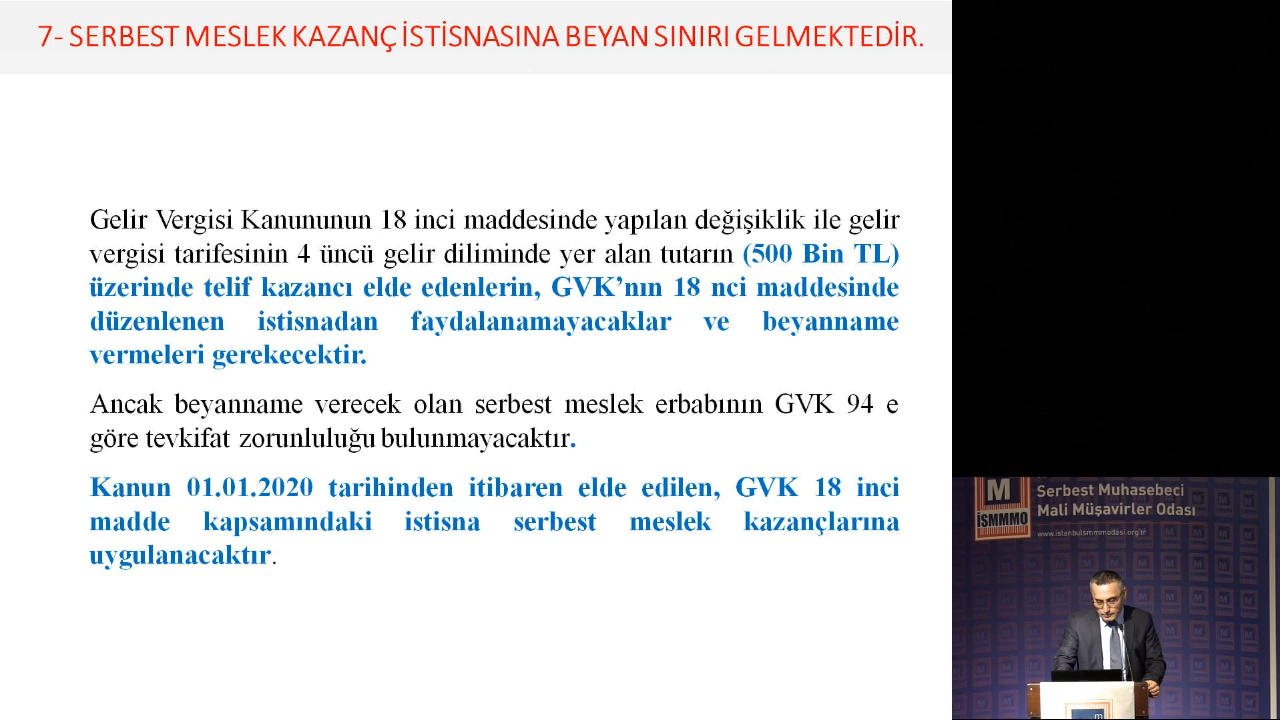 7- SERBEST MESLEK KAZANÇ İSTİSNASINA BEYAN SINIRI GELMEKTEDİR.
Gelir Vergisi Kanununun 18 inci maddesinde yapılan değişiklik ile gelir
vergisi tarifesinin 4 üncü gelir diliminde yer alan tutarın (500 Bin TL)
üzerinde telif kazancı elde edenlerin, GVK’nın 18 nci maddesinde
düzenlenen istisnadan faydalanamayacaklar ve beyanname
vermeleri gerekecektir.
Ancak beyanname verecek olan serbest meslek erbabının GVK 94 e
göre tevkifat zorunluluğu bulunmayacaktır.
Kanun 01.01.2020 tarihinden itibaren elde edilen, GVK 18 inci
madde kapsamındaki istisna serbest meslek kazançlarına
uygulanacaktır.
M
İSMMMO
Serbest Muhasebeci
Mali Müşavirler Odası
www.istanbulsmmmodasi.org.tr